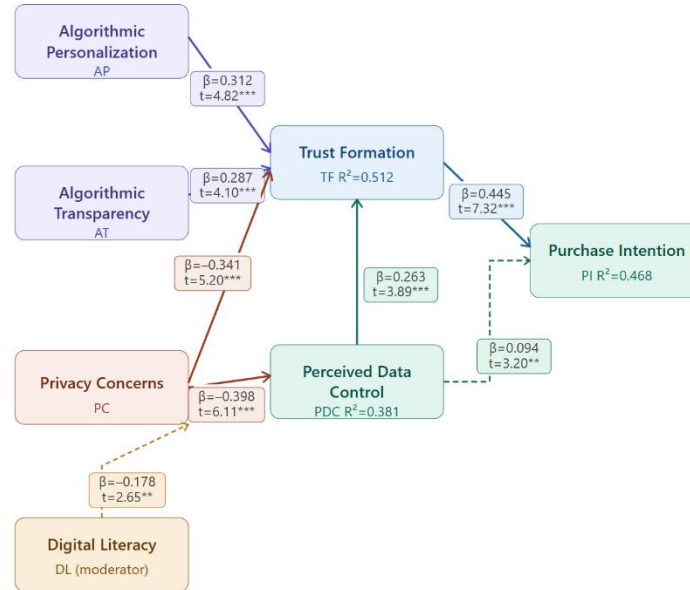 Algorithmic
Personalization
AP
β=0.312
t=4.82***
Trust Formation
TF R²=0.512
Algorithmic
Transparency
AT
β=0.287
t=4.10***
β=0.445
t=7.32***
Purchase Intention
PI R²=0.468
β=–0.341
t=5.20***
β=0.263
t=3.89***
β=0.094
t=3.20**
Privacy Concerns
PC
β=–0.398
t=6.11***
Perceived Data
Control
PDC R²=0.381
β=–0.178
t=2.65**
Digital Literacy
DL (moderator)